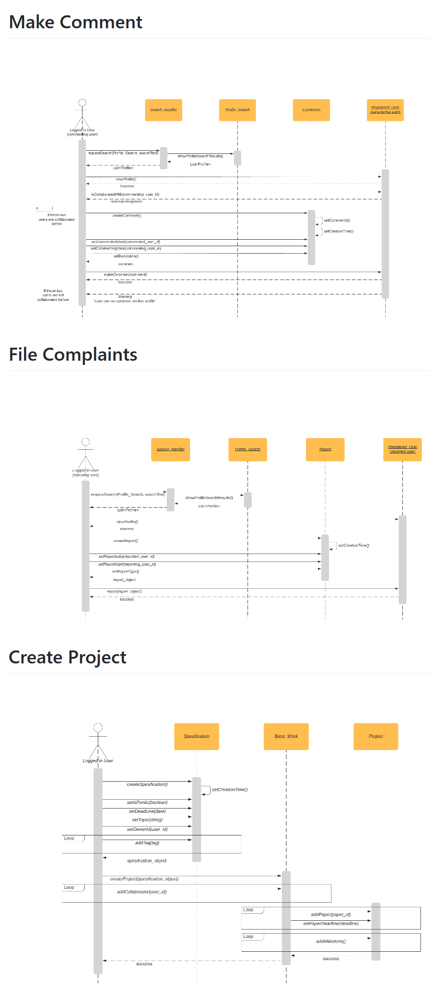 Make Comment
Search_Handler
Profile_Search
Comments
Registered_User
(commented user)
Logged in User
(commenting user)
requestSearch(Profile_Search, searchText)
showProfileSearchResults()
List<Profile>
List<Profile>
viewProfile()
Success
isCollaboratedWith(commenting_user_id)
Boolean Response
If
If those two
users are collaborated
before
createComment()
setCommentId()
setCreationTime()
setCommentedUser(commented_user_id)
setCommentingUser(commenting_user_id)
setBody(string)
comment
makeComment(comment)
Success
If those two
users are not
collaborated before
Warning
"user can not comment on this profile"
File Complaints
Search_Handler
Profile_Search
Report
Registered_User
(reported user)
Logged in User
(reporting user)
requestSearch(Profile_Search, searchText)
showProfileSearchResults()
List<Profile>
List<Profile>
viewProfile()
success
createReport()
setCreationTime()
setReportedId(reported_user_id)
setReportingId(reporting_user_id)
setReportType()
report_object
report(report_object)
success
Create Project
Spesification
Base_Work
Project
Logged in User
createSpesification()
setCreationTime()
setIsPunlic(boolean)
setDeadLine(date)
setTopic(string)
setOwnerId(user_id)
Loop
addTag(tag)
spesification_object
createProject(spesification_object)
Loop
addCollaborator(user_id)
Loop
addPaper(paper_id)
setPaperDeadline(deadline)
Loop
addMilestone()
success
success